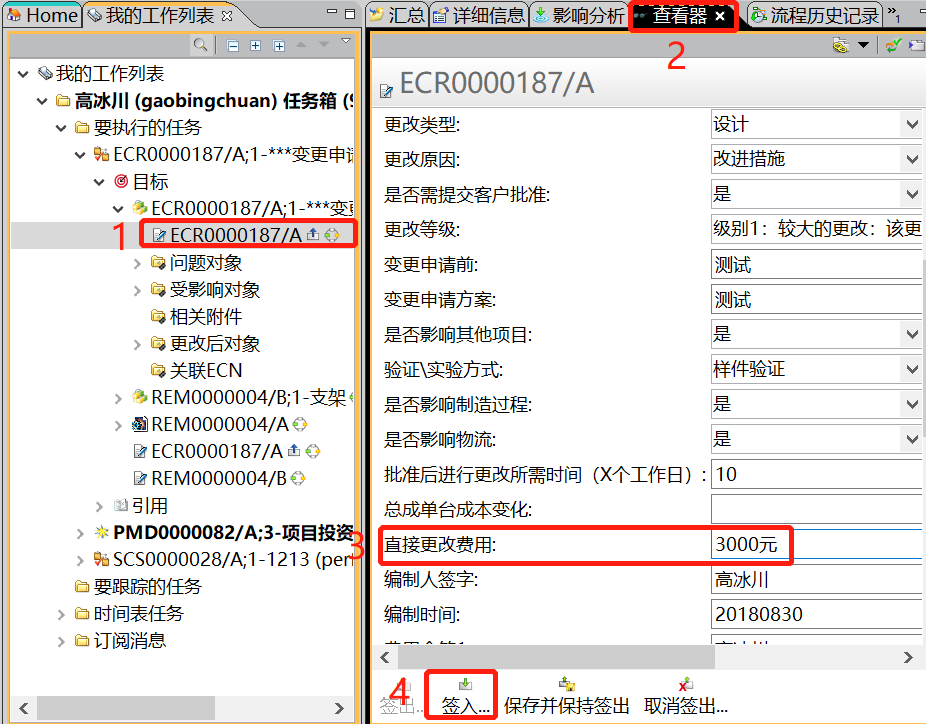 Home 我的工作列表
我的工作列表
高冰川 (gaobingchuan) 任务箱 (
要执行的任务
ECR0000187/A;1-***变更申请
目标
ECR0000187/A;1-***变更
1 ECR0000187/A
问题对象
受影响对象
相关附件
更改后对象
关联ECN
REM0000004/B;1-支架
REM0000004/A
ECR0000187/A
REM0000004/B
引用
PMD0000082/A;3-项目投资
SCS0000028/A;1-1213 (per
要跟踪的任务
时间表任务
订阅消息
汇总 详细信息 影响分析 查看器 流程历史记录 »1
2
ECR0000187/A
更改类型: 设计
更改原因: 改进措施
是否需提交客户批准: 是
更改等级: 级别1：较大的更改：该更
变更申请前: 测试
变更申请方案: 测试
是否影响其他项目: 是
验证\实验方式: 样件验证
是否影响制造过程: 是
是否影响物流: 是
批准后进行更改所需时间（X个工作日）: 10
总成单台成本变化:
3 直接更改费用: 3000元
编制人签字: 高冰川
编制时间: 20180830
4 签出... 签入... 保存并保持签出 取消签出...